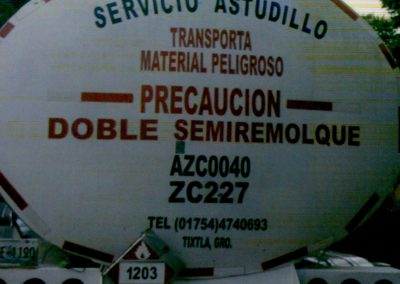 SERVICIO ASTUDILLO
TRANSPORTA
MATERIAL PELIGROSO
PRECAUCION
DOBLE SEMIREMOLQUE
AZC0040
ZC227
TEL (01754)4740693
TIXTLA, GRO.
1203